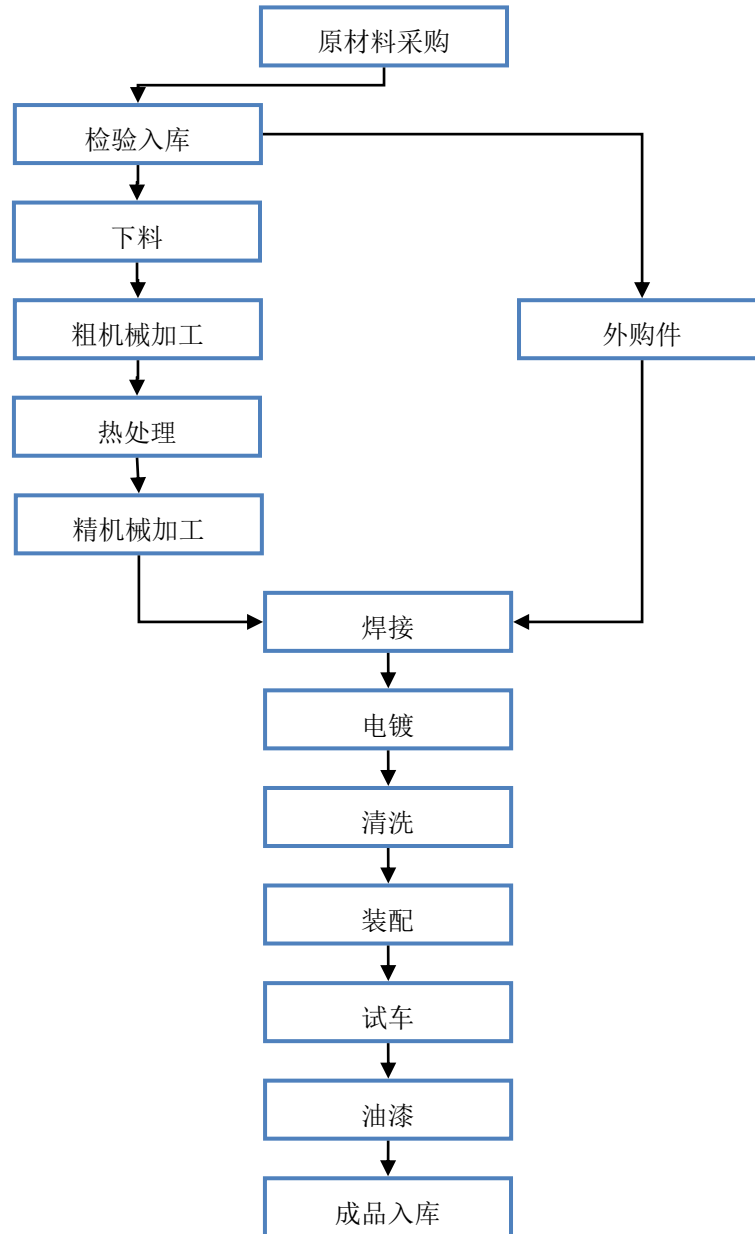 原材料采购
检验入库
下料
粗机械加工
外购件
热处理
精机械加工
焊接
电镀
清洗
装配
试车
油漆
成品入库